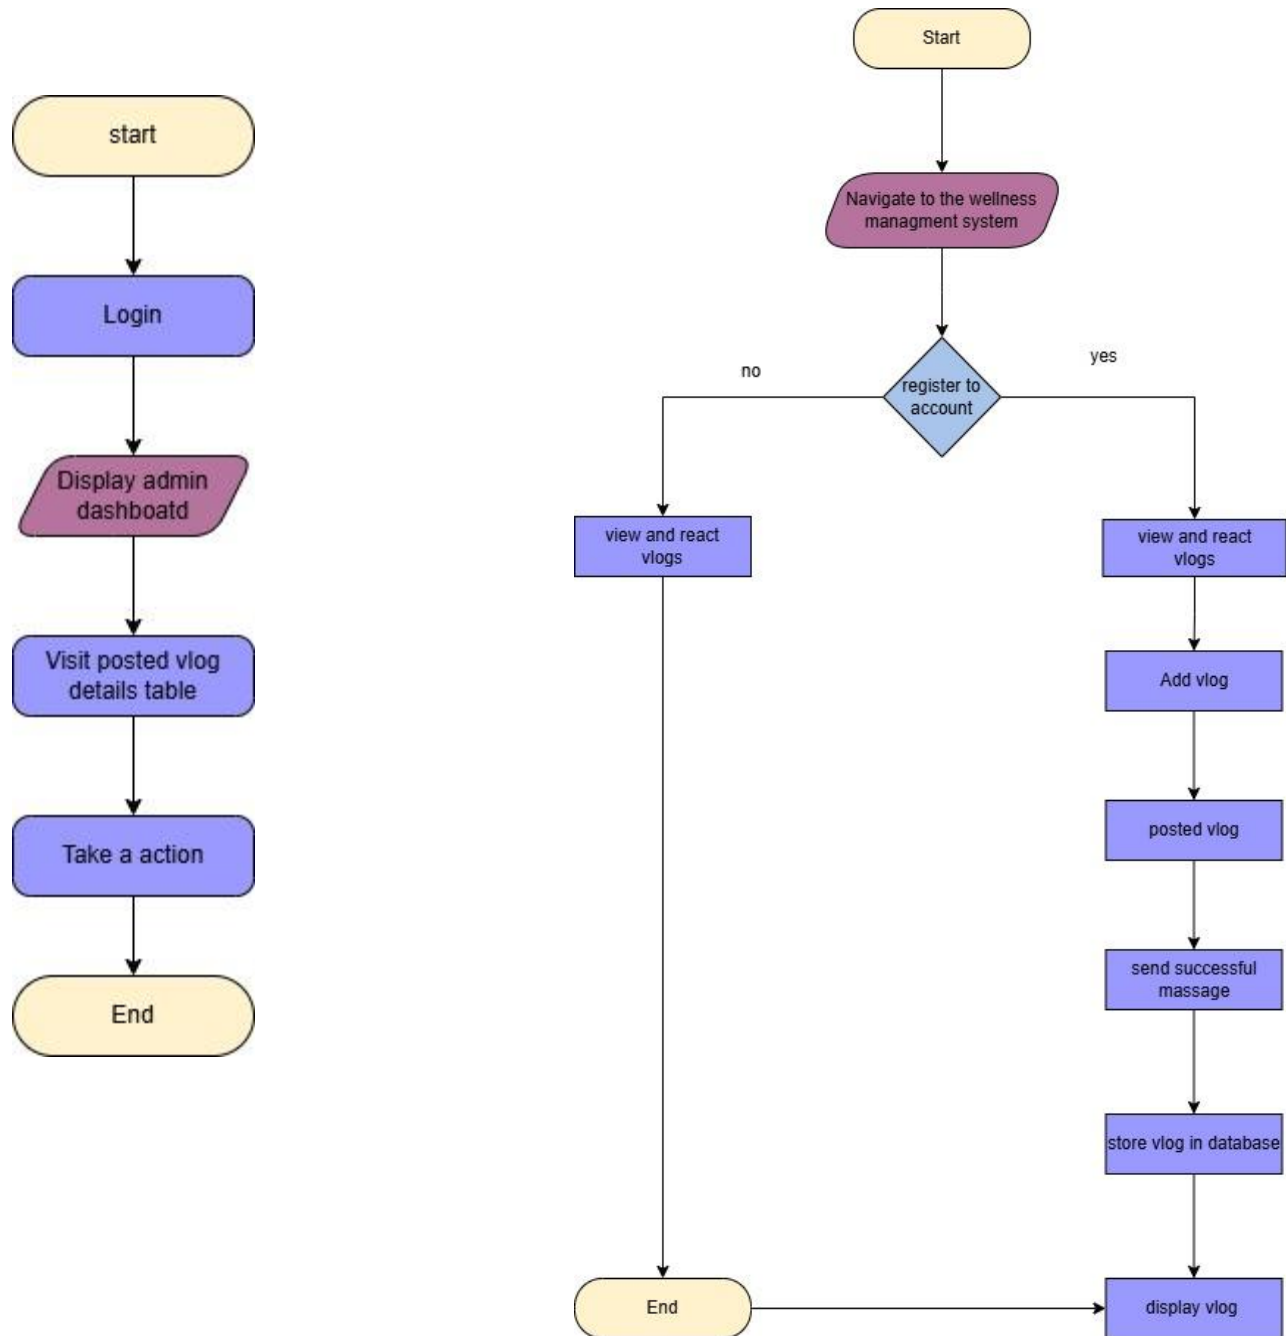 start
Login
Display admin
dashboatd
Visit posted vlog
details table
Take a action
End
Start
Navigate to the wellness
managment system
register to
account
no
yes
view and react
vlogs
view and react
vlogs
Add vlog
posted vlog
send successful
massage
store vlog in database
End
display vlog